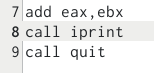 7 add eax,ebx
8 call iprint
9 call quit